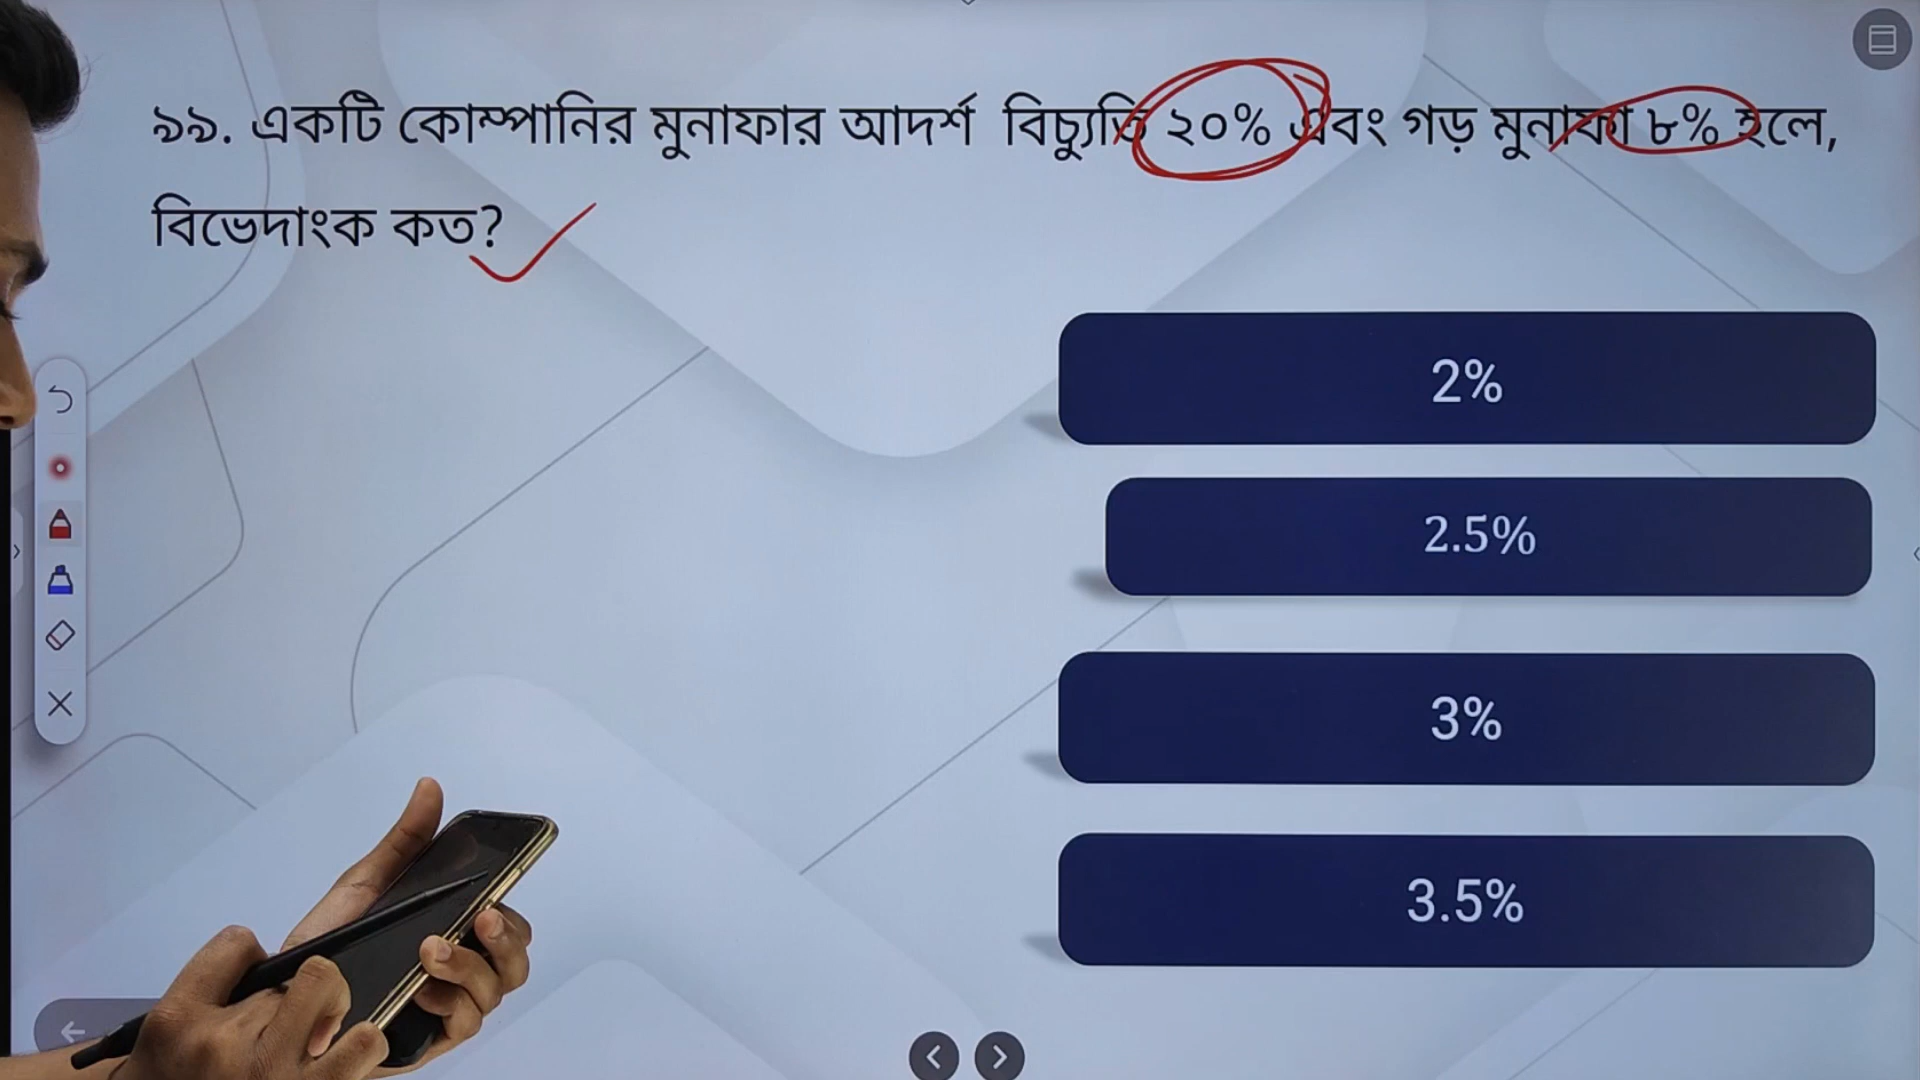 ৯৯. একটি কোম্পানির মুনাফার আদর্শ বিচ্যুতি ২০% এবং গড় মুনাফা ৮% হলে,
বিভেদাংক কত?
2%
2.5%
3%
3.5%